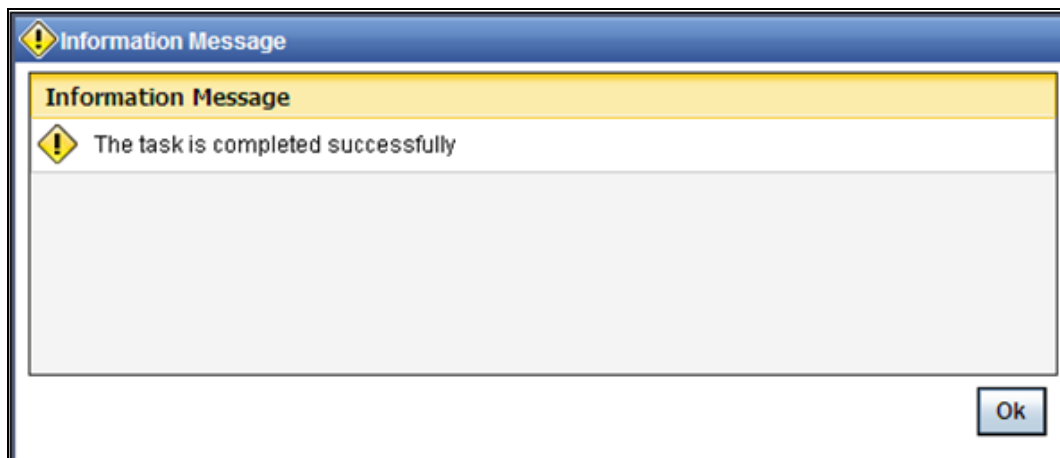 Information Message
Information Message
The task is completed successfully
Ok